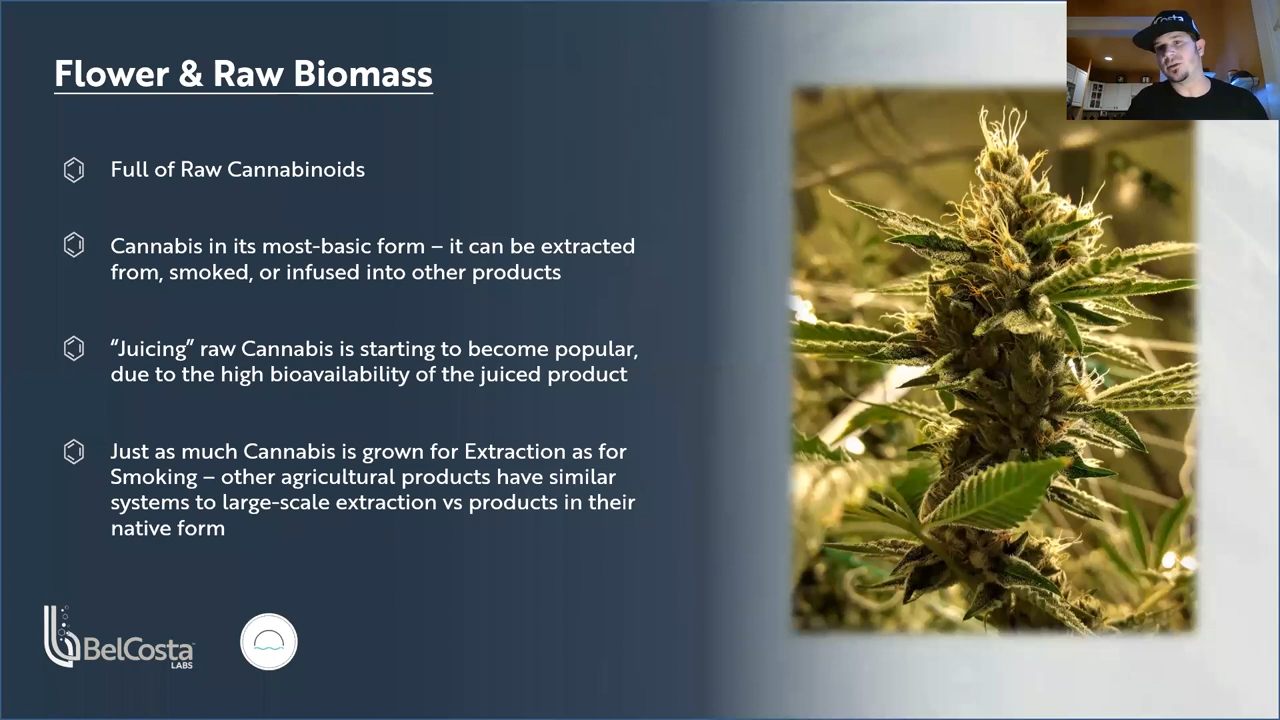 Flower & Raw Biomass
Full of Raw Cannabinoids
Cannabis in its most-basic form – it can be extracted
from, smoked, or infused into other products
“Juicing” raw Cannabis is starting to become popular,
due to the high bioavailability of the juiced product
Just as much Cannabis is grown for Extraction as for
Smoking – other agricultural products have similar
systems to large-scale extraction vs products in their
native form
BelCosta
LABS